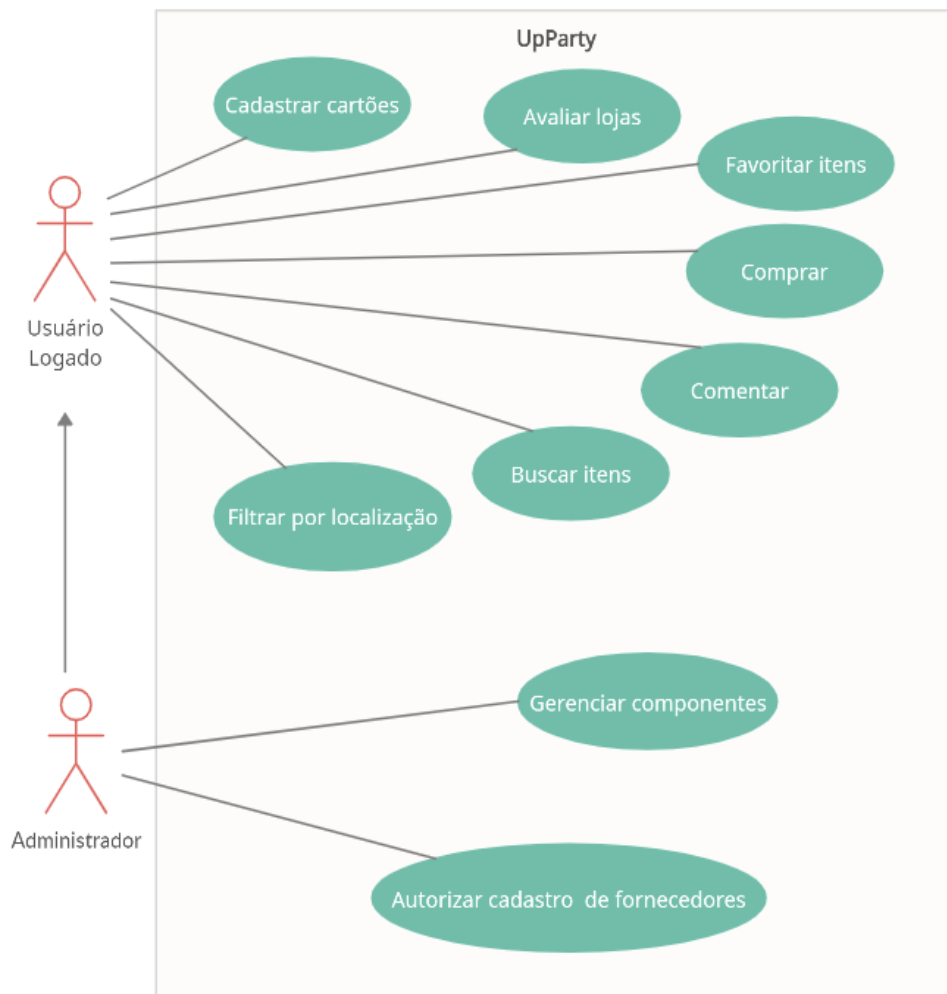 UpParty
Cadastrar cartões
Avaliar lojas
Favoritar itens
Comprar
Usuário
Logado
Comentar
Buscar itens
Filtrar por localização
Gerenciar componentes
Administrador
Autorizar cadastro  de fornecedores